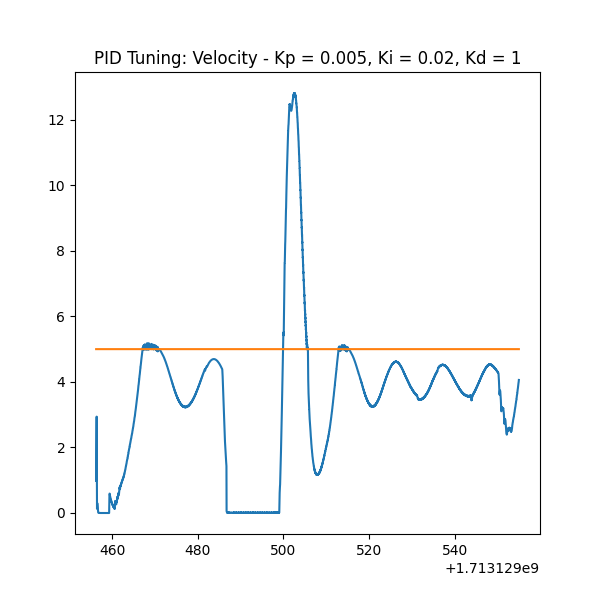 PID Tuning: Velocity - Kp = 0.005, Ki = 0.02, Kd = 1
12
10
8
6
4
2
0
460 480 500 520 540
+1.713129e9